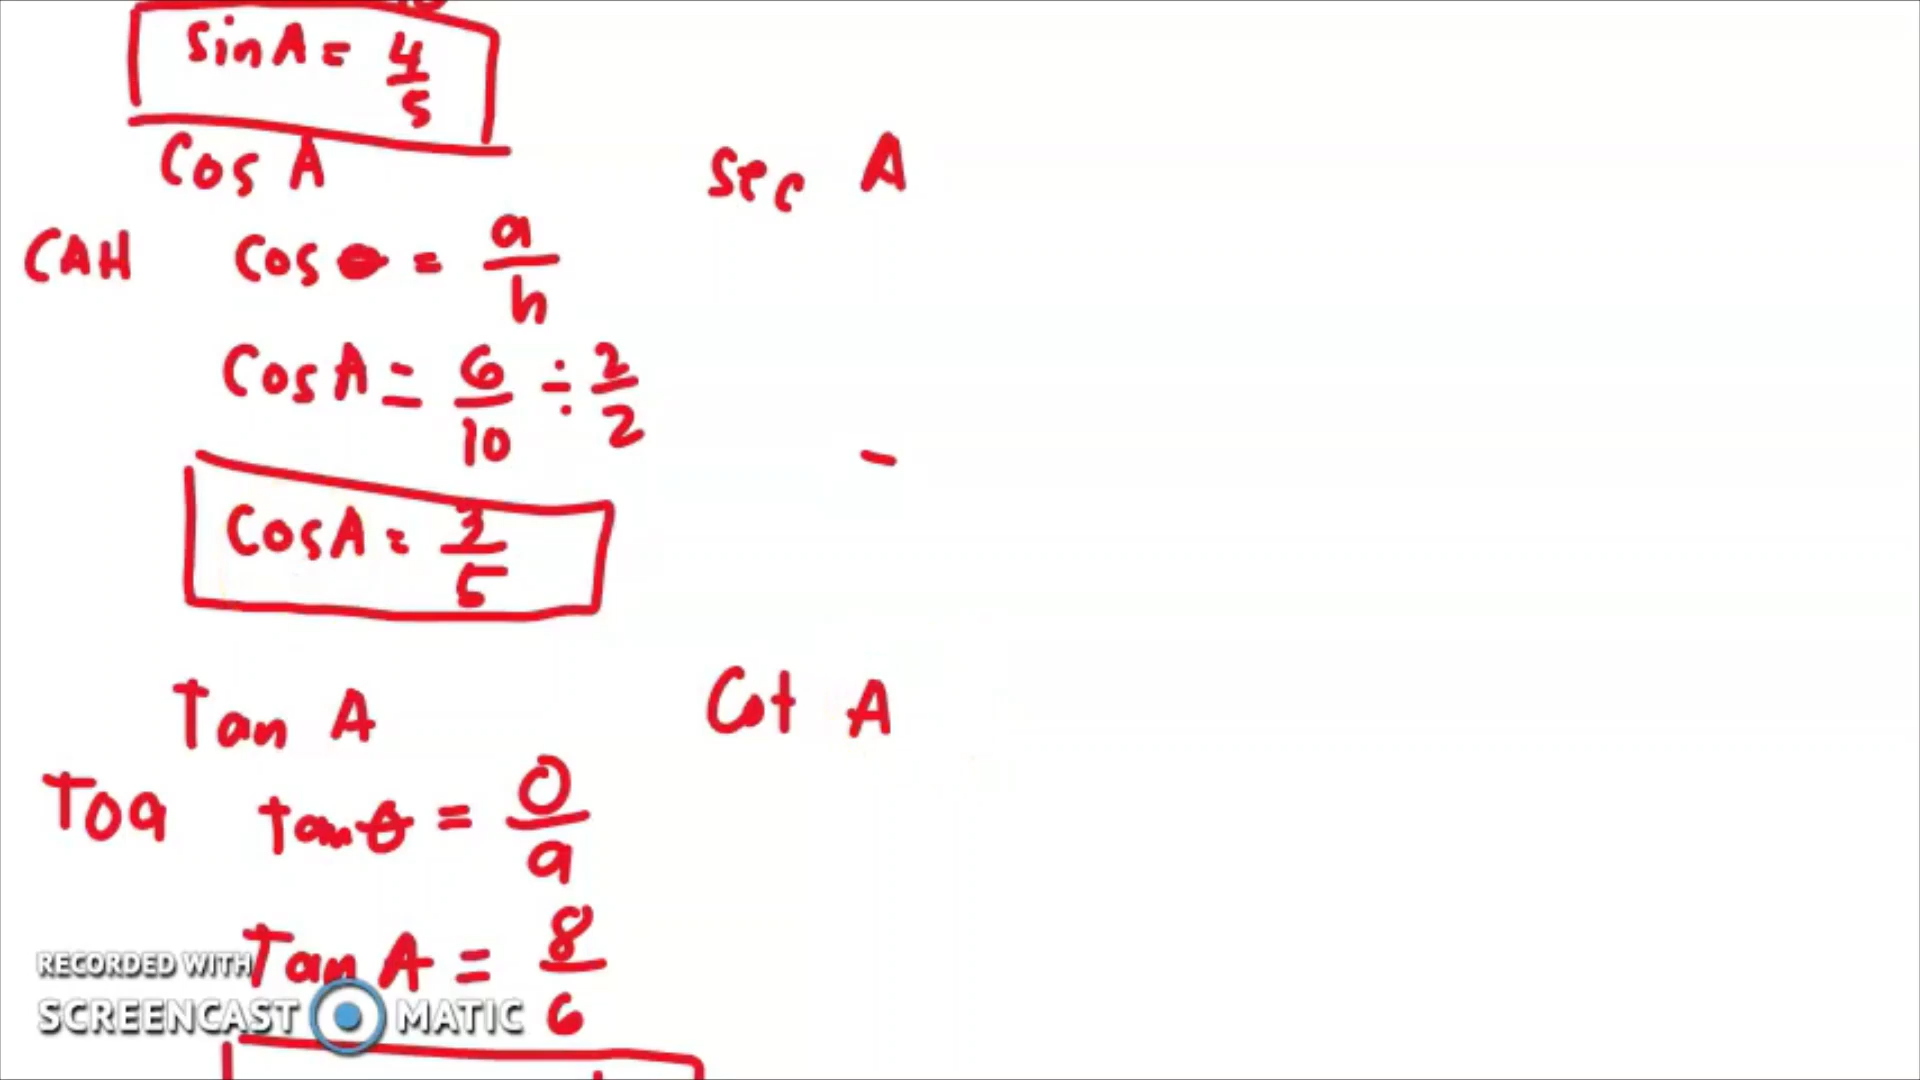 sin A = 4/5
Cos A
sec A
CAH cos θ = a/h
Cos A = 6/10 ÷ 2/2
-
Cos A = 3/5
Tan A
Cot A
TOA tan θ = O/a
Tan A = 8/6
RECORDED WITH
SCREENCAST MATIC